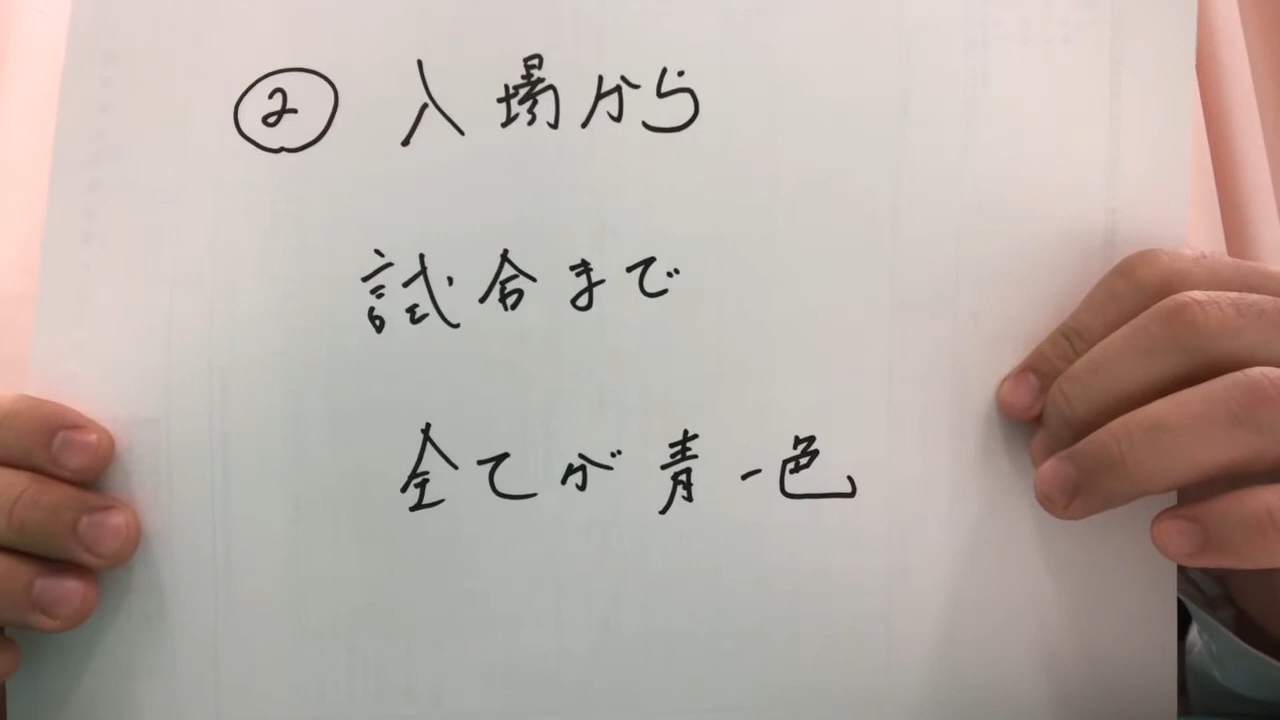 ② 入場から
試合まで
全てが青一色